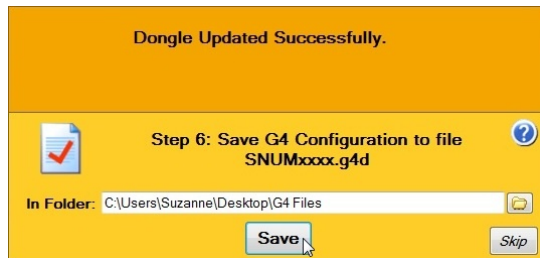 Dongle Updated Successfully.
Step 6: Save G4 Configuration to file
SNUMxxxx.g4d
In Folder: C:\Users\Suzanne\Desktop\G4 Files
Save
Skip